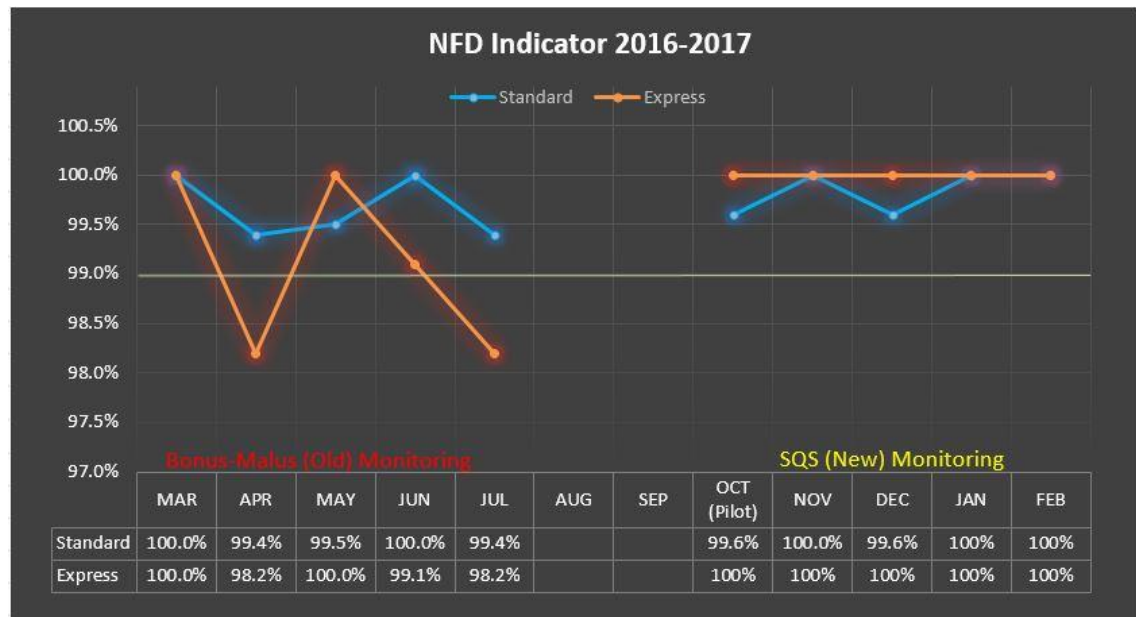 NFD Indicator 2016-2017
Standard Express
100.5%
100.0%
99.5%
99.0%
98.5%
98.0%
97.5%
97.0%
Bonus-Malus (Old) Monitoring SQS (New) Monitoring
MAR APR MAY JUN JUL AUG SEP OCT (Pilot) NOV DEC JAN FEB
Standard 100.0% 99.4% 99.5% 100.0% 99.4% 99.6% 100.0% 99.6% 100% 100%
Express 100.0% 98.2% 100.0% 99.1% 98.2% 100% 100% 100% 100% 100%